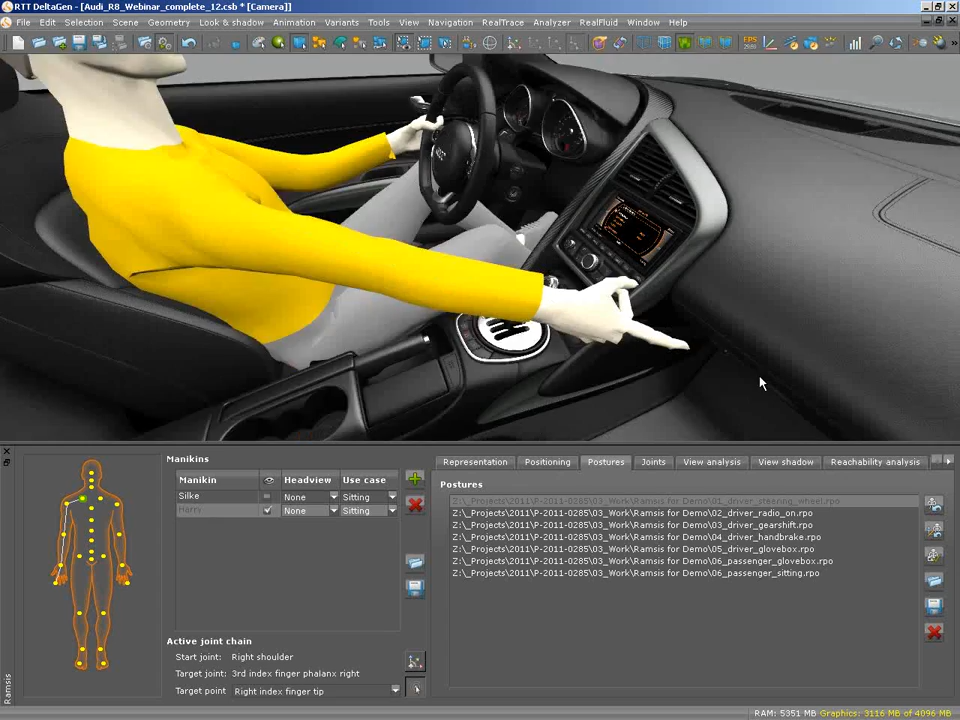 RTT DeltaGen - [Audi_R8_Webinar_complete_12.csb * [Camera]]
File Edit Selection Scene Geometry Look & shadow Animation Variants Tools View Navigation RealTrace Analyzer RealFluid Window Help
Manikins
Manikin Headview Use case
Silke None Sitting
Harry None Sitting
Active joint chain
Start joint: Right shoulder
Target joint: 3rd index finger phalanx right
Target point Right index finger tip
Representation Positioning Postures Joints View analysis View shadow Reachability analysis
Postures
Z:\_Projects\2011\P-2011-0285\03_Work\Ramsis for Demo\01_driver_steering_wheel.rpo
Z:\_Projects\2011\P-2011-0285\03_Work\Ramsis for Demo\02_driver_radio_on.rpo
Z:\_Projects\2011\P-2011-0285\03_Work\Ramsis for Demo\03_driver_gearshift.rpo
Z:\_Projects\2011\P-2011-0285\03_Work\Ramsis for Demo\04_driver_handbrake.rpo
Z:\_Projects\2011\P-2011-0285\03_Work\Ramsis for Demo\05_driver_glovebox.rpo
Z:\_Projects\2011\P-2011-0285\03_Work\Ramsis for Demo\06_passenger_glovebox.rpo
Z:\_Projects\2011\P-2011-0285\03_Work\Ramsis for Demo\06_passenger_sitting.rpo
Ramsis
RAM: 5351 MB Graphics: 3116 MB of 4096 MB